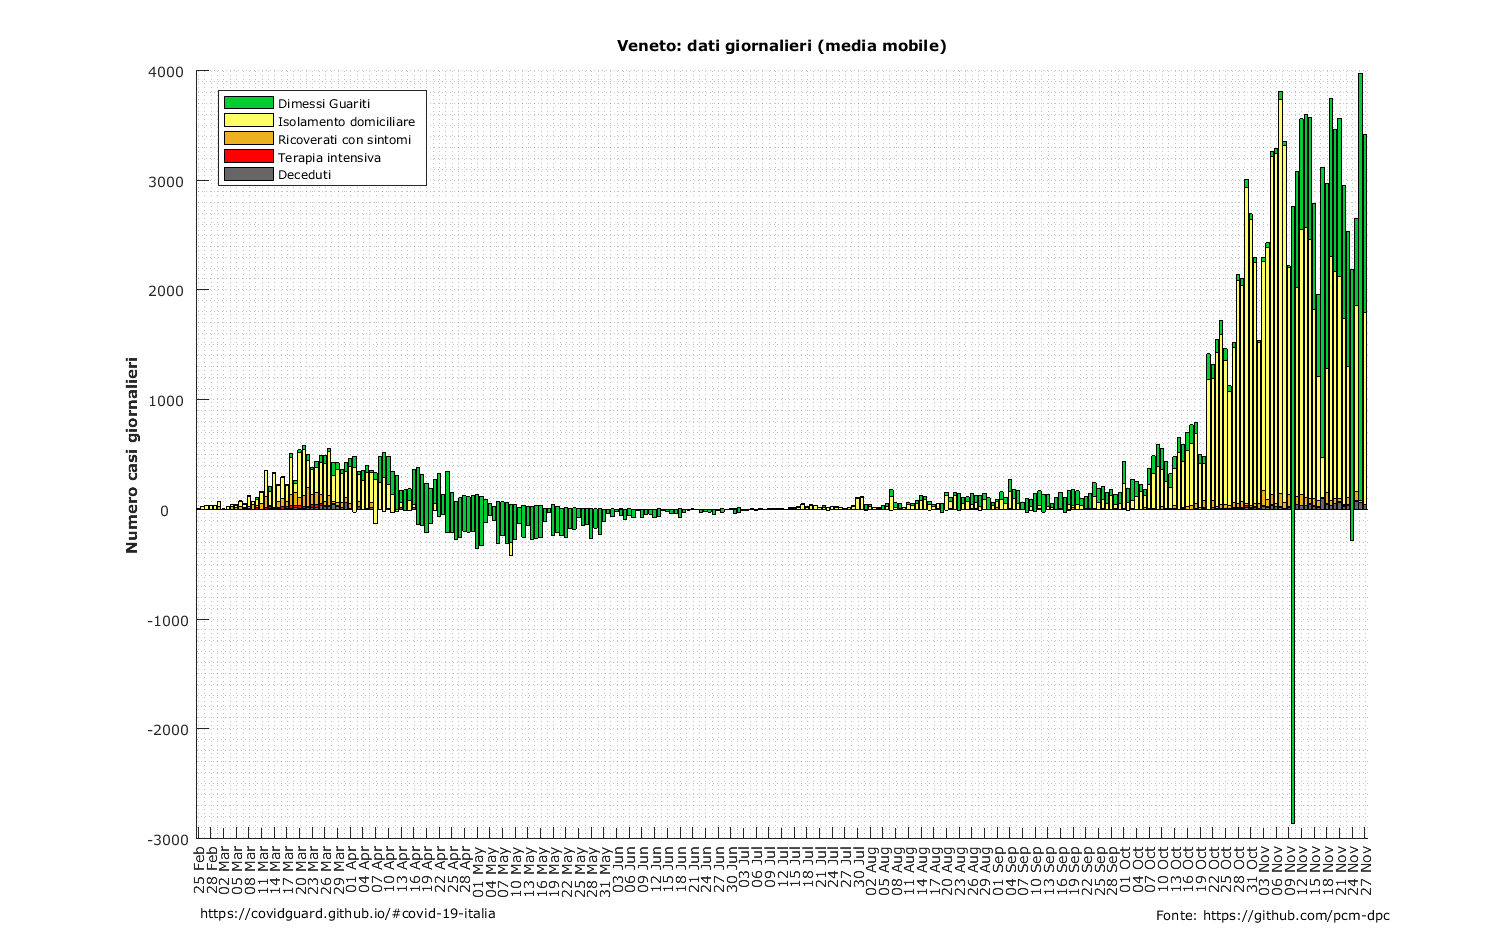 Veneto: dati giornalieri (media mobile)
4000
3000
2000
1000
0
-1000
-2000
-3000
Numero casi giornalieri
Dimessi Guariti
Isolamento domiciliare
Ricoverati con sintomi
Terapia intensiva
Deceduti
25 Feb
28 Feb
02 Mar
05 Mar
08 Mar
11 Mar
14 Mar
17 Mar
20 Mar
23 Mar
26 Mar
29 Mar
01 Apr
04 Apr
07 Apr
10 Apr
13 Apr
16 Apr
19 Apr
22 Apr
25 Apr
28 Apr
01 May
04 May
07 May
10 May
13 May
16 May
19 May
22 May
25 May
28 May
31 May
03 Jun
06 Jun
09 Jun
12 Jun
15 Jun
18 Jun
21 Jun
24 Jun
27 Jun
30 Jun
03 Jul
06 Jul
09 Jul
12 Jul
15 Jul
18 Jul
21 Jul
24 Jul
27 Jul
30 Jul
02 Aug
05 Aug
08 Aug
11 Aug
14 Aug
17 Aug
20 Aug
23 Aug
26 Aug
29 Aug
01 Sep
04 Sep
07 Sep
10 Sep
13 Sep
16 Sep
19 Sep
22 Sep
25 Sep
28 Sep
01 Oct
04 Oct
07 Oct
10 Oct
13 Oct
16 Oct
19 Oct
22 Oct
25 Oct
28 Oct
31 Oct
03 Nov
06 Nov
09 Nov
12 Nov
15 Nov
18 Nov
21 Nov
24 Nov
27 Nov
https://covidguard.github.io/#covid-19-italia
Fonte: https://github.com/pcm-dpc